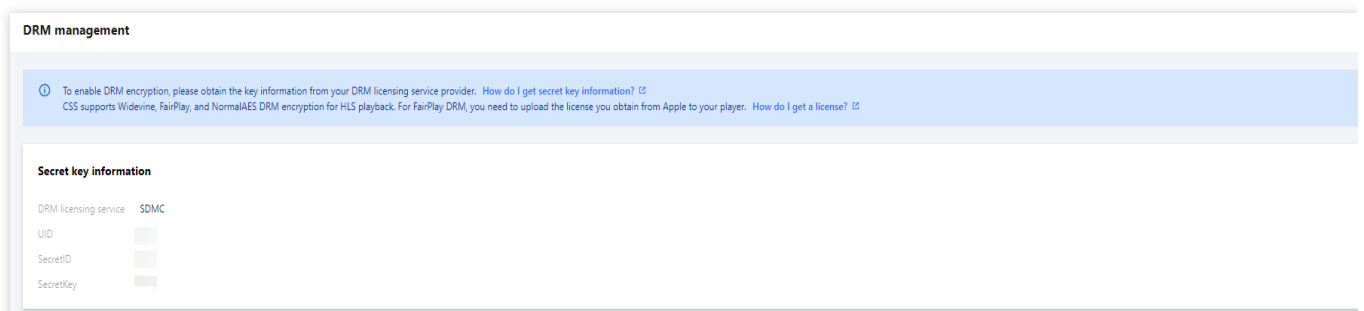 DRM management
To enable DRM encryption, please obtain the key information from your DRM licensing service provider. How do I get secret key information?
CSS supports Widevine, FairPlay, and NormalAES DRM encryption for HLS playback. For FairPlay DRM, you need to upload the license you obtain from Apple to your player. How do I get a license?
Secret key information
DRM licensing service SDMC
UID
SecretID
SecretKey